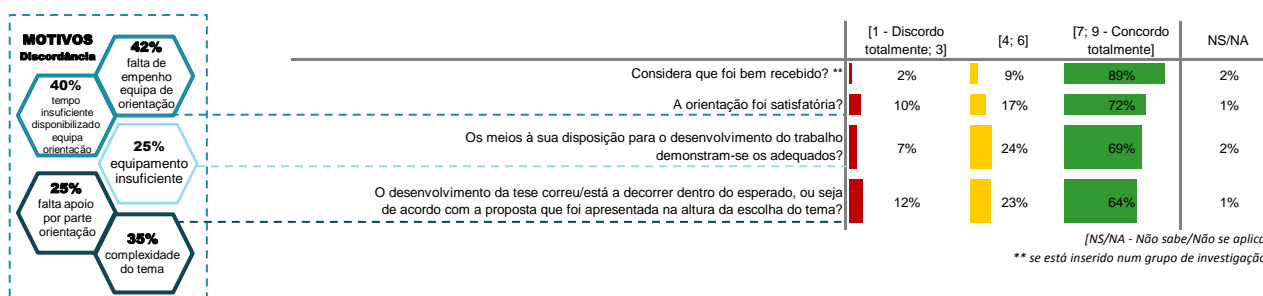 MOTIVOS
Discordância
42%
falta de
empenho
equipa de
orientação
40%
tempo
insuficiente
disponibilizado
equipa
orientação
25%
equipamento
insuficiente
25%
falta apoio
por parte
orientação
35%
complexidade
do tema
[1 - Discordo
totalmente; 3]
[4; 6]
[7; 9 - Concordo
totalmente]
NS/NA
Considera que foi bem recebido? ** 2% 9% 89% 2%
A orientação foi satisfatória? 10% 17% 72% 1%
Os meios à sua disposição para o desenvolvimento do trabalho
demonstram-se os adequados? 7% 24% 69% 2%
O desenvolvimento da tese correu/está a decorrer dentro do esperado, ou seja
de acordo com a proposta que foi apresentada na altura da escolha do tema? 12% 23% 64% 1%
[NS/NA - Não sabe/Não se aplica
** se está inserido num grupo de investigação